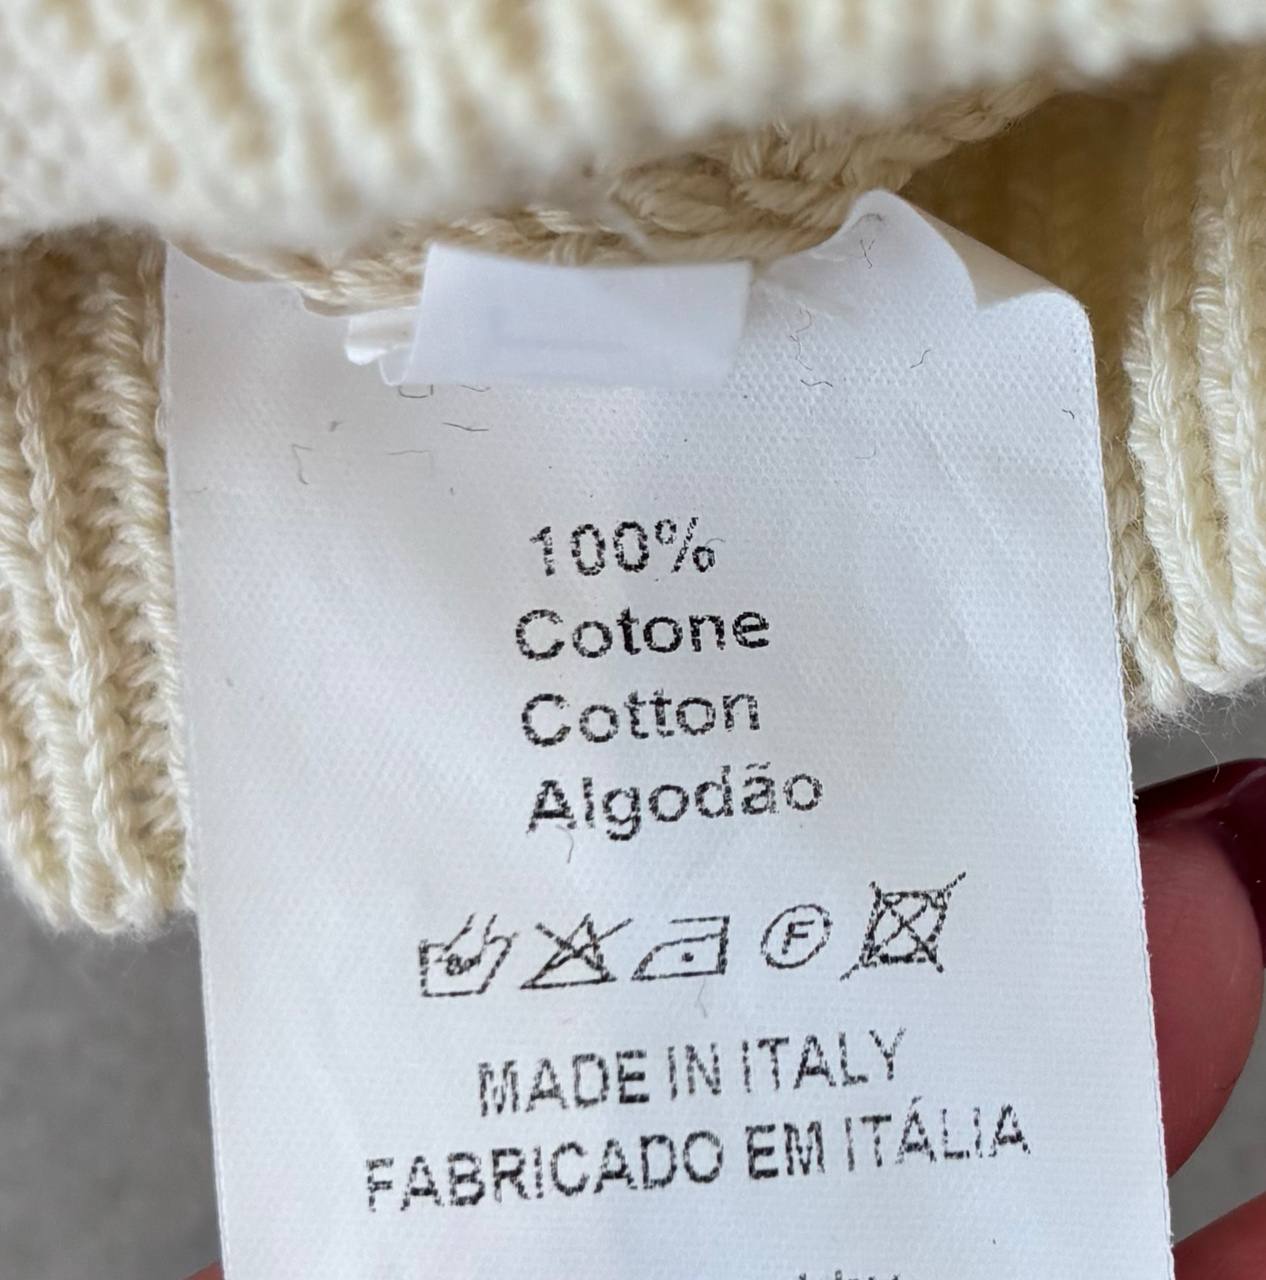 100%
Cotone
Cotton
Algodão
F
MADE IN ITALY
FABRICADO EM ITÁLIA